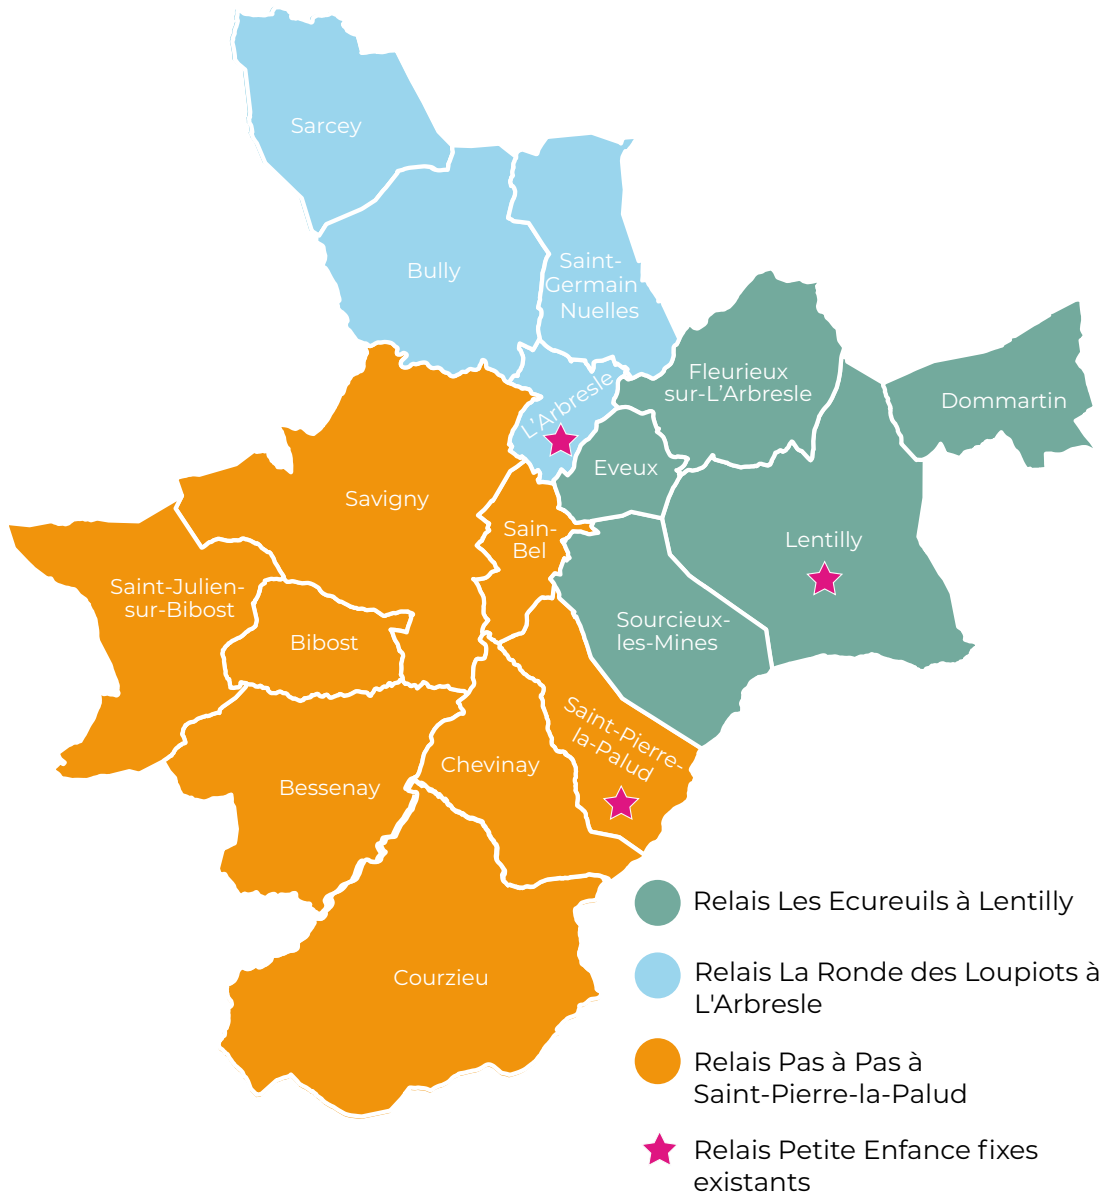 Sarcey
Bully
Saint-
Germain
Nuelles
Fleurieux
sur-L’Arbresle
Dommartin
L'Arbresle
Eveux
Savigny
Sain-
Bel
Lentilly
Saint-Julien-
sur-Bibost
Bibost
Sourcieux-
les-Mines
Saint-Pierre-
la-Palud
Chevinay
Bessenay
Courzieu
Relais Les Ecureuils à Lentilly
Relais La Ronde des Loupiots à
L'Arbresle
Relais Pas à Pas à
Saint-Pierre-la-Palud
Relais Petite Enfance fixes
existants